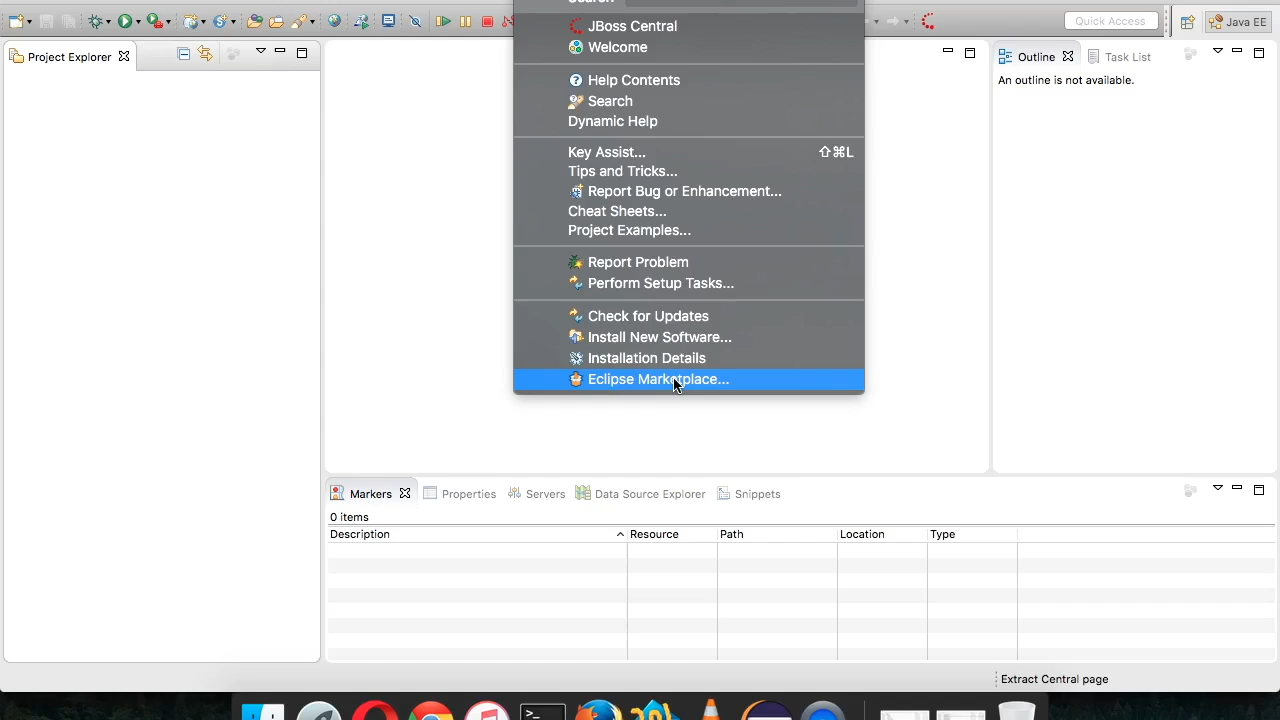 Search
JBoss Central
Quick Access
Java EE
Welcome
Project Explorer
Outline
Task List
An outline is not available.
Help Contents
Search
Dynamic Help
Key Assist... ⇧⌘L
Tips and Tricks...
Report Bug or Enhancement...
Cheat Sheets...
Project Examples...
Report Problem
Perform Setup Tasks...
Check for Updates
Install New Software...
Installation Details
Eclipse Marketplace...
Markers Properties Servers Data Source Explorer Snippets
0 items
Description Resource Path Location Type
Extract Central page